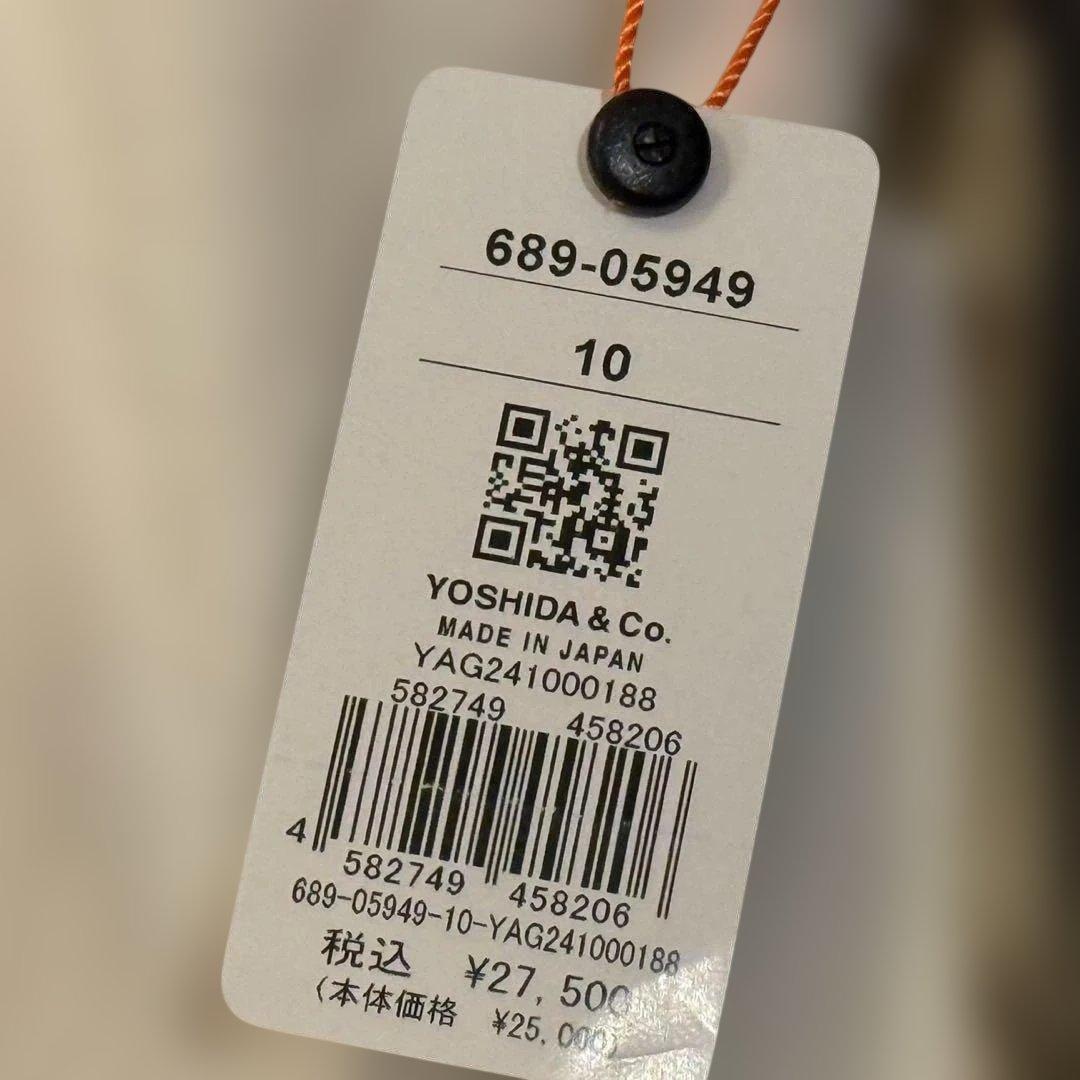 689-05949
10
YOSHIDA & Co.
MADE IN JAPAN
YAG241000188
582749 458206
4 582749 458206
689-05949-10-YAG241000188
税込 ¥27,500
(本体価格 ¥25,000)